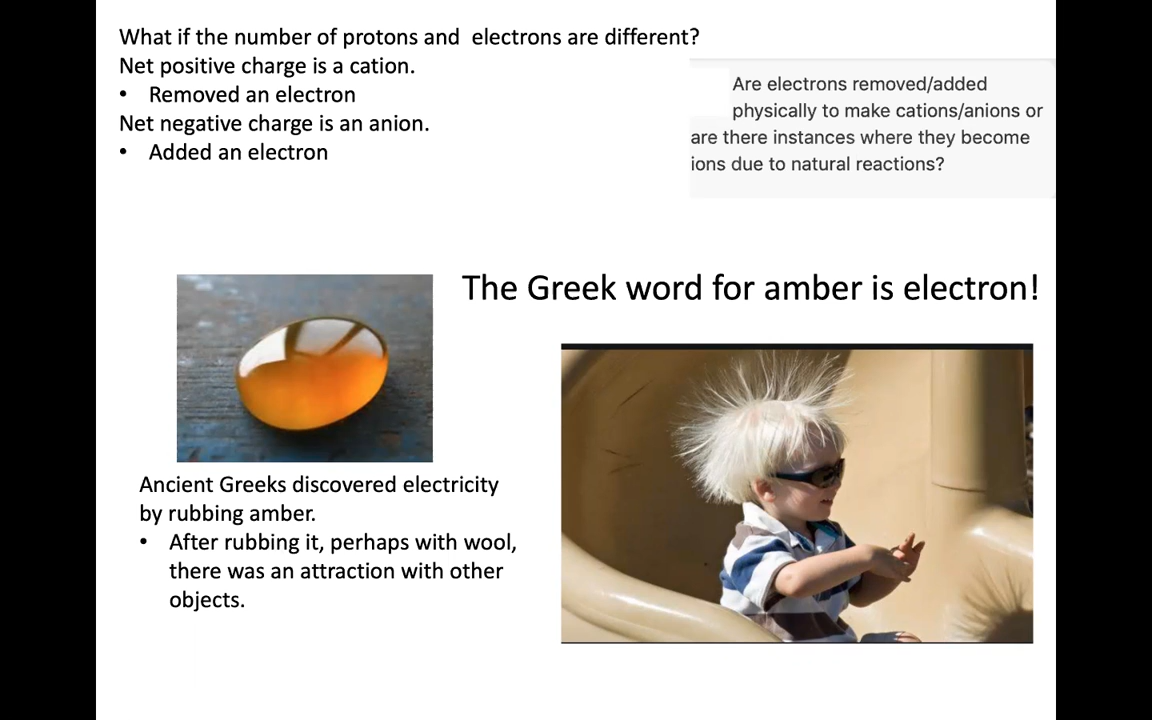 What if the number of protons and electrons are different?
Net positive charge is a cation.
• Removed an electron
Net negative charge is an anion.
• Added an electron
Are electrons removed/added
physically to make cations/anions or
are there instances where they become
ions due to natural reactions?
The Greek word for amber is electron!
Ancient Greeks discovered electricity
by rubbing amber.
• After rubbing it, perhaps with wool,
there was an attraction with other
objects.